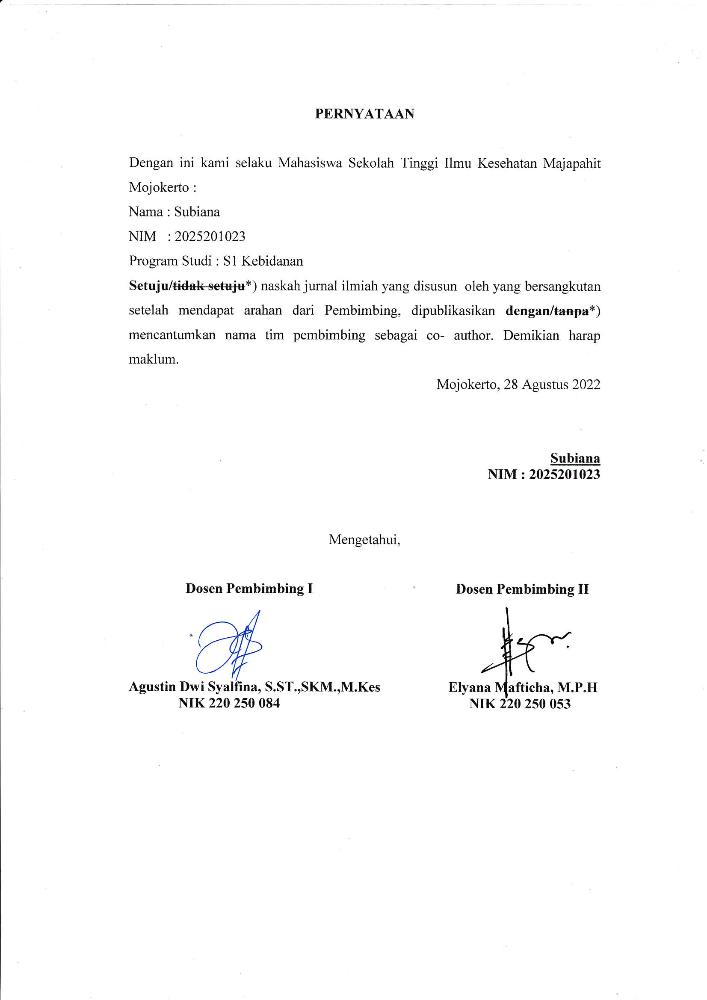 PERNYATAAN
Dengan ini kami selaku Mahasiswa Sekolah Tinggi Ilmu Kesehatan Majapahit
Mojokerto :
Nama : Subiana
NIM : 2025201023
Program Studi : S1 Kebidanan
Setuju/tidak setuju*) naskah jurnal ilmiah yang disusun oleh yang bersangkutan
setelah mendapat arahan dari Pembimbing, dipublikasikan dengan/tanpa*)
mencantumkan nama tim pembimbing sebagai co- author. Demikian harap
maklum.
Mojokerto, 28 Agustus 2022
Subiana
NIM : 2025201023
Mengetahui,
Dosen Pembimbing I Dosen Pembimbing II
Agustin Dwi Syalfina, S.ST.,SKM.,M.Kes Elyana Mafticha, M.P.H
NIK 220 250 084 NIK 220 250 053